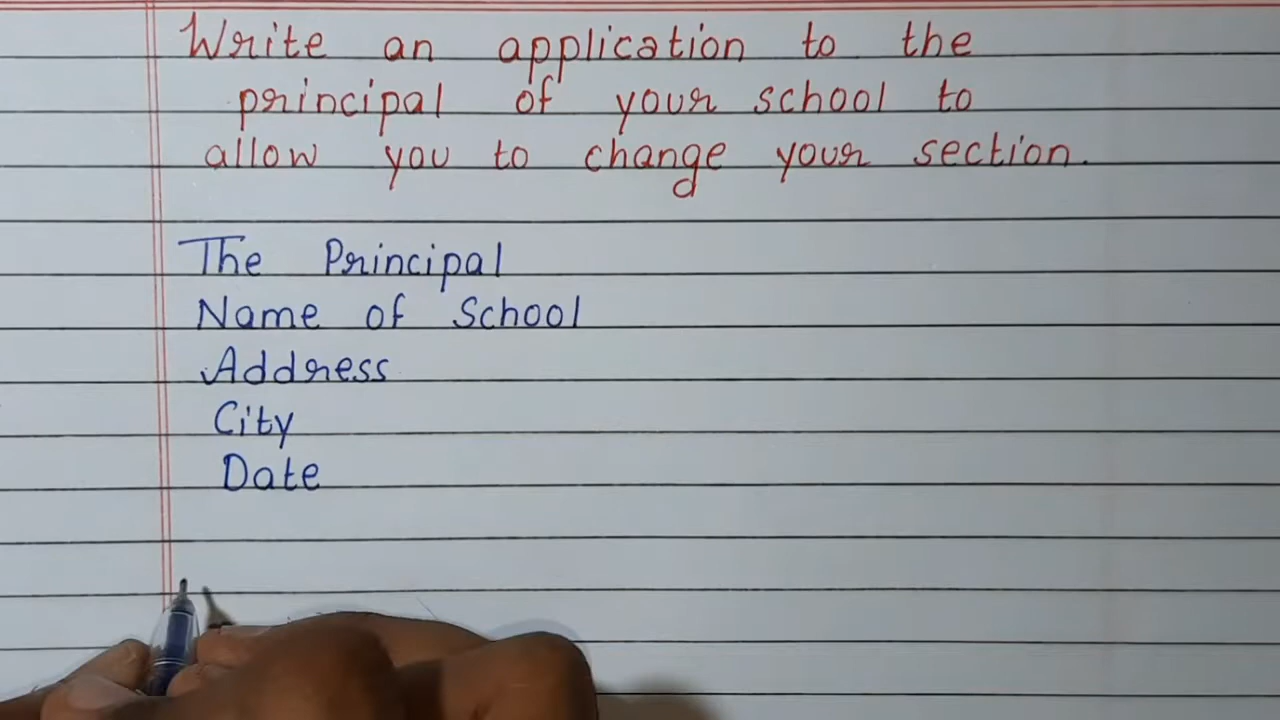 Write an application to the
principal of your school to
allow you to change your section.
The Principal
Name of School
Address
City
Date